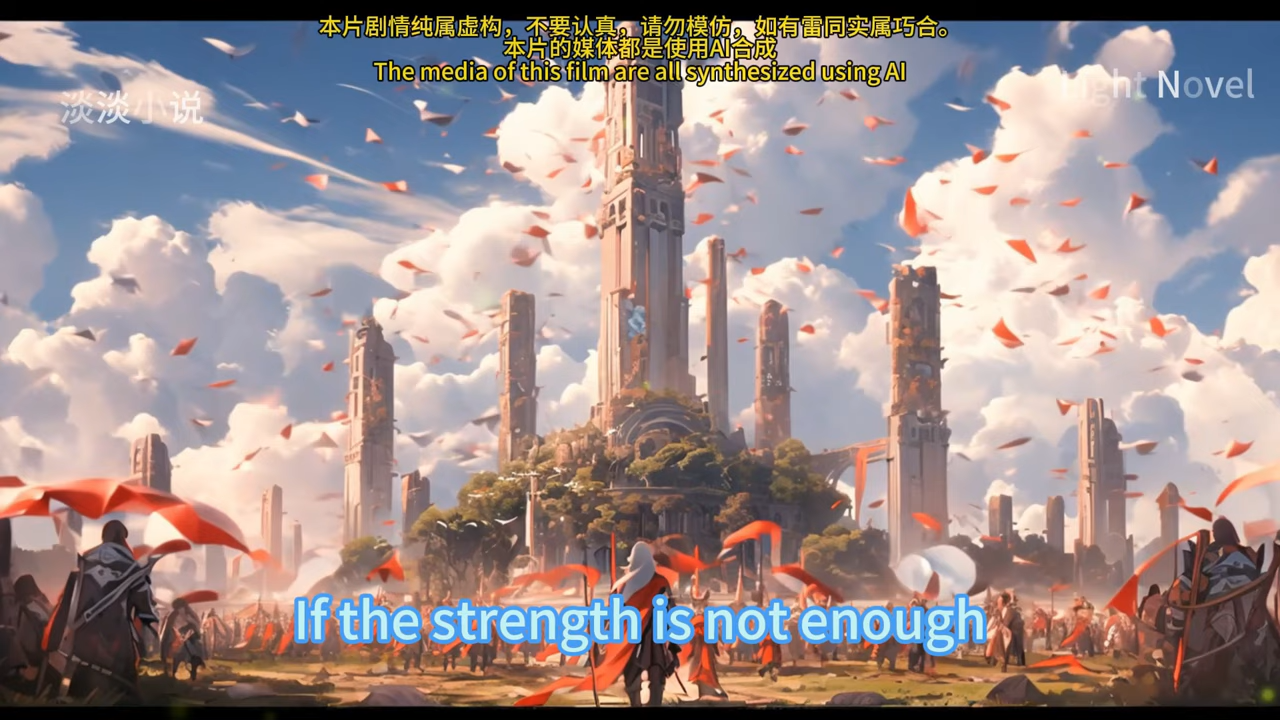 本片剧情纯属虚构，不要认真，请勿模仿，如有雷同实属巧合。
本片的媒体都是使用AI合成
The media of this film are all synthesized using AI
淡淡小说
Light Novel
If the strength is not enough